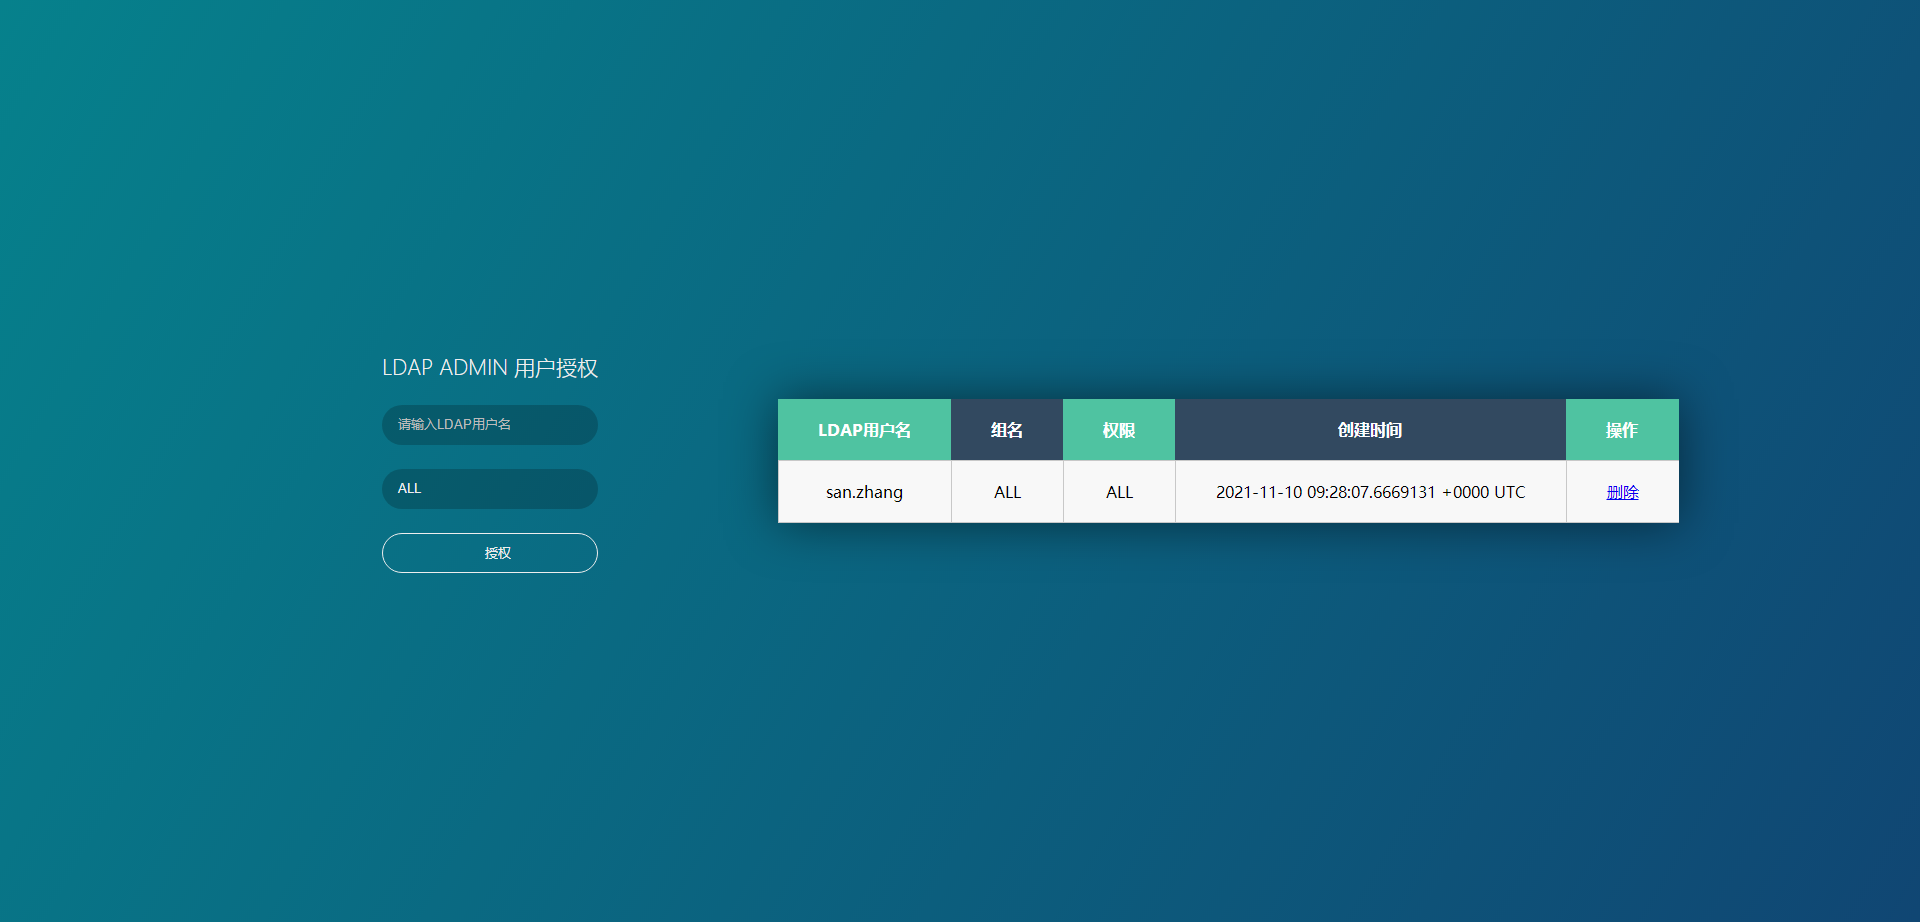 LDAP ADMIN 用户授权
请输入LDAP用户名
ALL
授权
LDAP用户名 组名 权限 创建时间 操作
san.zhang ALL ALL 2021-11-10 09:28:07.6669131 +0000 UTC 删除